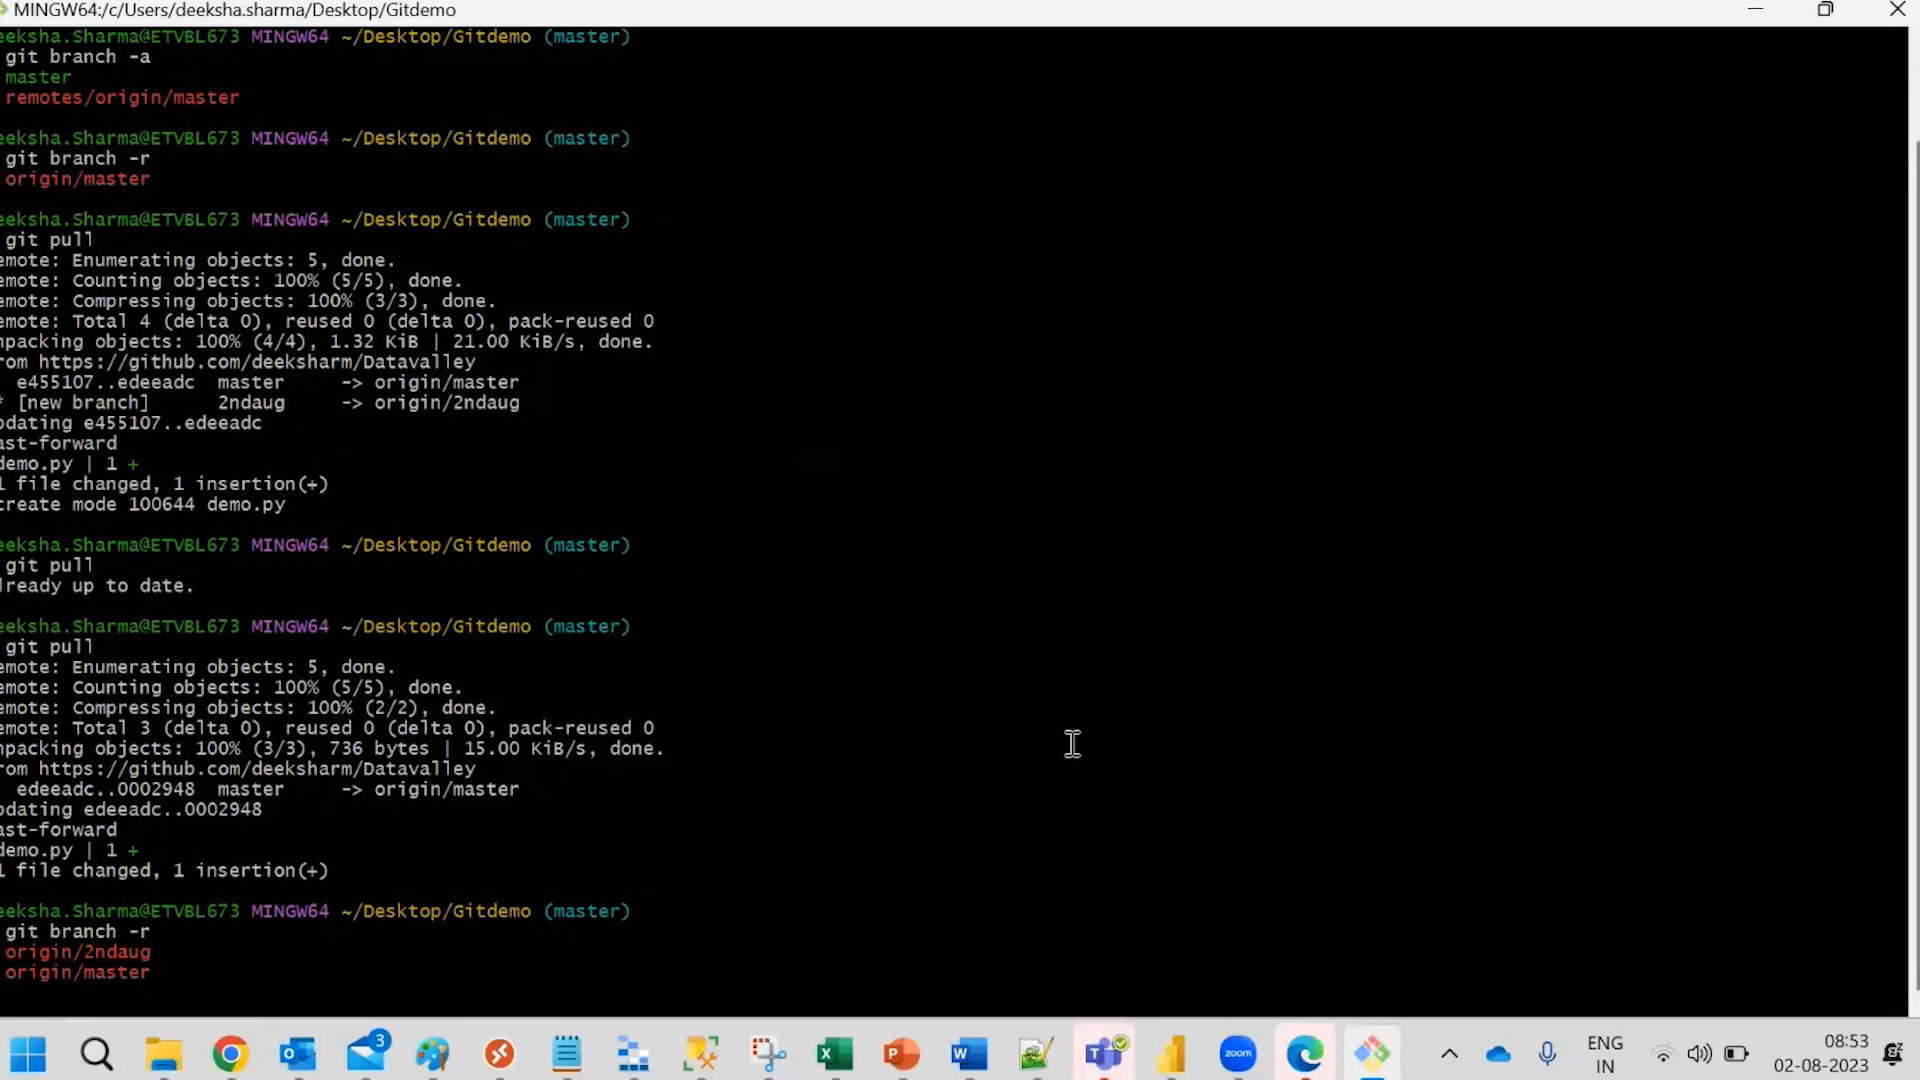 MINGW64:/c/Users/deeksha.sharma/Desktop/Gitdemo
eeksha.Sharma@ETVBL673 MINGW64 ~/Desktop/Gitdemo (master)
git branch -a
master
remotes/origin/master
eeksha.Sharma@ETVBL673 MINGW64 ~/Desktop/Gitdemo (master)
git branch -r
origin/master
eeksha.Sharma@ETVBL673 MINGW64 ~/Desktop/Gitdemo (master)
git pull
emote: Enumerating objects: 5, done.
emote: Counting objects: 100% (5/5), done.
emote: Compressing objects: 100% (3/3), done.
emote: Total 4 (delta 0), reused 0 (delta 0), pack-reused 0
npacking objects: 100% (4/4), 1.32 KiB | 21.00 KiB/s, done.
rom https://github.com/deeksharm/Datavalley
e455107..edeeadc master -> origin/master
* [new branch] 2ndaug -> origin/2ndaug
pdating e455107..edeeadc
ast-forward
demo.py | 1 +
1 file changed, 1 insertion(+)
create mode 100644 demo.py
eeksha.Sharma@ETVBL673 MINGW64 ~/Desktop/Gitdemo (master)
git pull
lready up to date.
eeksha.Sharma@ETVBL673 MINGW64 ~/Desktop/Gitdemo (master)
git pull
emote: Enumerating objects: 5, done.
emote: Counting objects: 100% (5/5), done.
emote: Compressing objects: 100% (2/2), done.
emote: Total 3 (delta 0), reused 0 (delta 0), pack-reused 0
npacking objects: 100% (3/3), 736 bytes | 15.00 KiB/s, done.
rom https://github.com/deeksharm/Datavalley
edeeadc..0002948 master -> origin/master
pdating edeeadc..0002948
ast-forward
demo.py | 1 +
1 file changed, 1 insertion(+)
eeksha.Sharma@ETVBL673 MINGW64 ~/Desktop/Gitdemo (master)
git branch -r
origin/2ndaug
origin/master
3
zoom
ENG
IN
08:53
02-08-2023